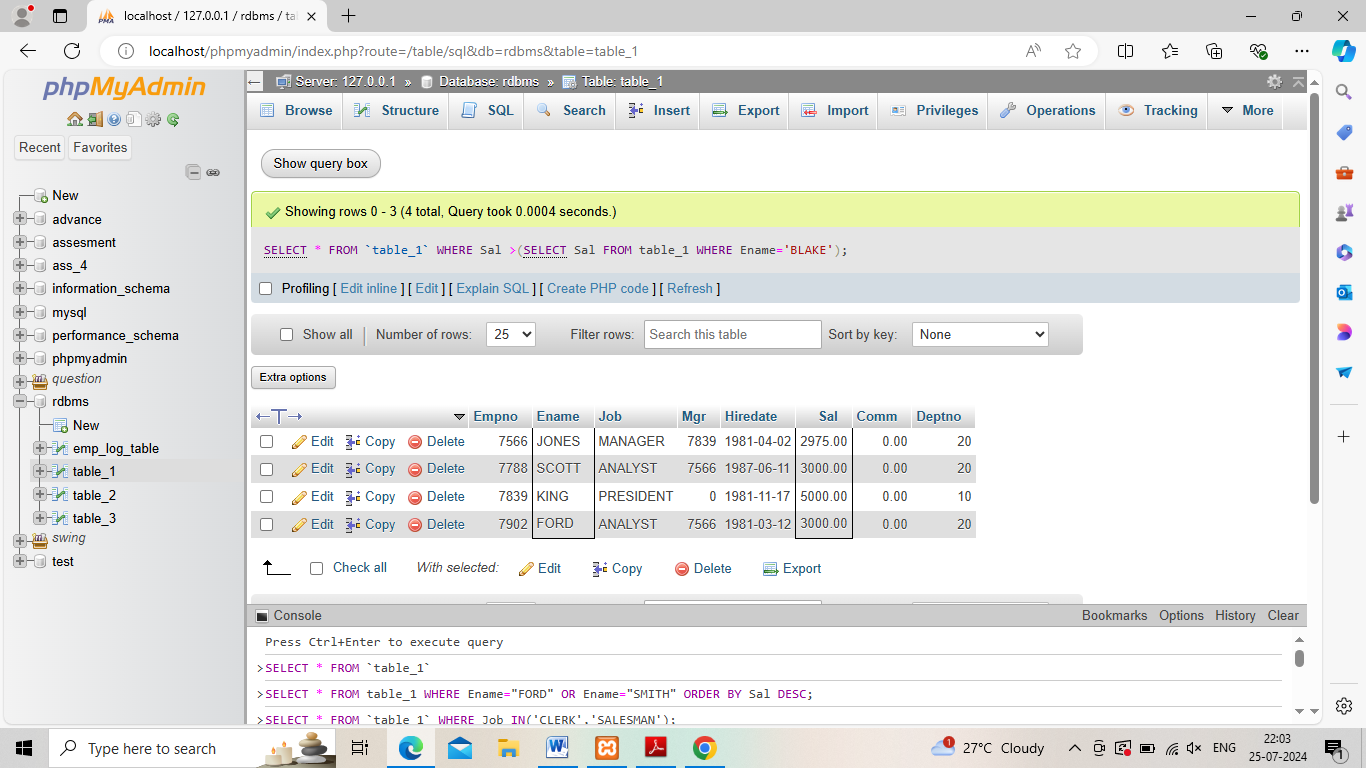 localhost / 127.0.0.1 / rdbms / ta
localhost/phpmyadmin/index.php?route=/table/sql&db=rdbms&table=table_1
phpMyAdmin
Recent Favorites
New
advance
assesment
ass_4
information_schema
mysql
performance_schema
phpmyadmin
question
rdbms
New
emp_log_table
table_1
table_2
table_3
swing
test
Server: 127.0.0.1 » Database: rdbms » Table: table_1
Browse Structure SQL Search Insert Export Import Privileges Operations Tracking More
Show query box
Showing rows 0 - 3 (4 total, Query took 0.0004 seconds.)
SELECT * FROM `table_1` WHERE Sal >(SELECT Sal FROM table_1 WHERE Ename='BLAKE');
Profiling [ Edit inline ] [ Edit ] [ Explain SQL ] [ Create PHP code ] [ Refresh ]
Show all Number of rows: 25 Filter rows: Search this table Sort by key: None
Extra options
Empno Ename Job Mgr Hiredate Sal Comm Deptno
Edit Copy Delete 7566 JONES MANAGER 7839 1981-04-02 2975.00 0.00 20
Edit Copy Delete 7788 SCOTT ANALYST 7566 1987-06-11 3000.00 0.00 20
Edit Copy Delete 7839 KING PRESIDENT 0 1981-11-17 5000.00 0.00 10
Edit Copy Delete 7902 FORD ANALYST 7566 1981-03-12 3000.00 0.00 20
Check all With selected: Edit Copy Delete Export
Console Bookmarks Options History Clear
Press Ctrl+Enter to execute query
>SELECT * FROM `table_1`
>SELECT * FROM table_1 WHERE Ename="FORD" OR Ename="SMITH" ORDER BY Sal DESC;
>SELECT * FROM `table_1` WHERE Job IN('CLERK','SALESMAN');
Type here to search
1
27°C Cloudy
ENG
22:03
25-07-2024
1